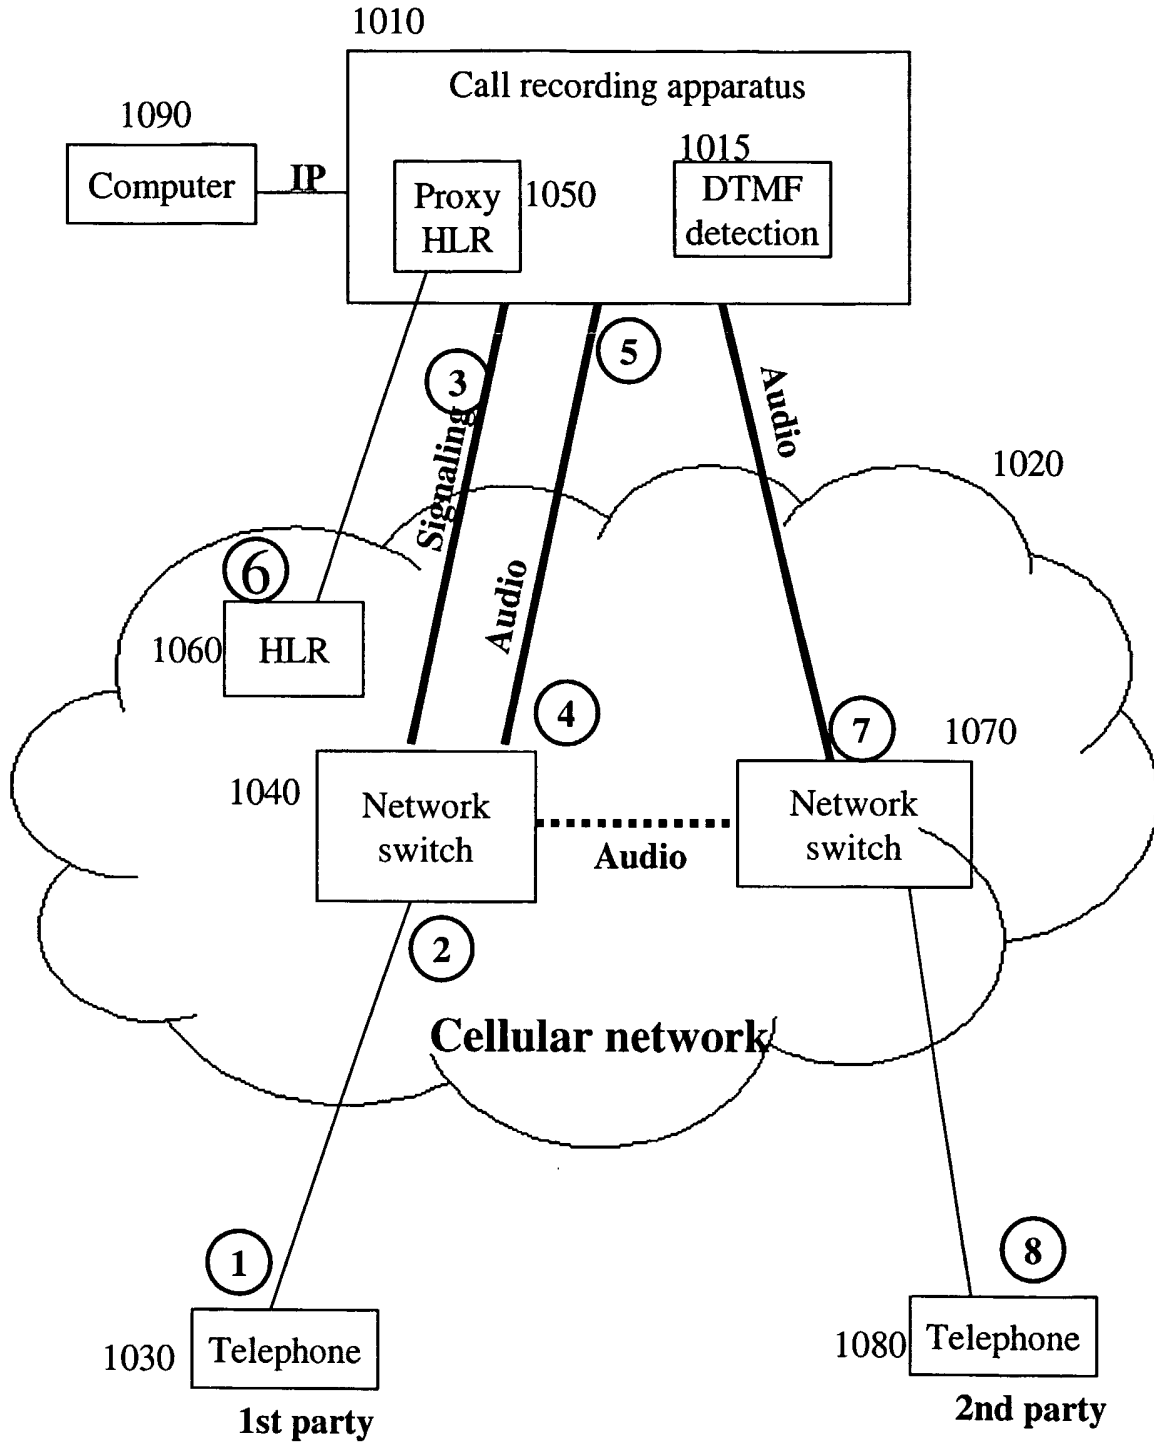 1010
Call recording apparatus
1090
1015
Computer
IP
Proxy
HLR
1050
DTMF
detection
3
5
Signaling
Audio
Audio
1020
6
1060
HLR
4
7
1070
1040
Network
switch
Audio
Network
switch
2
Cellular network
1
8
1030
Telephone
1080
Telephone
1st party
2nd party